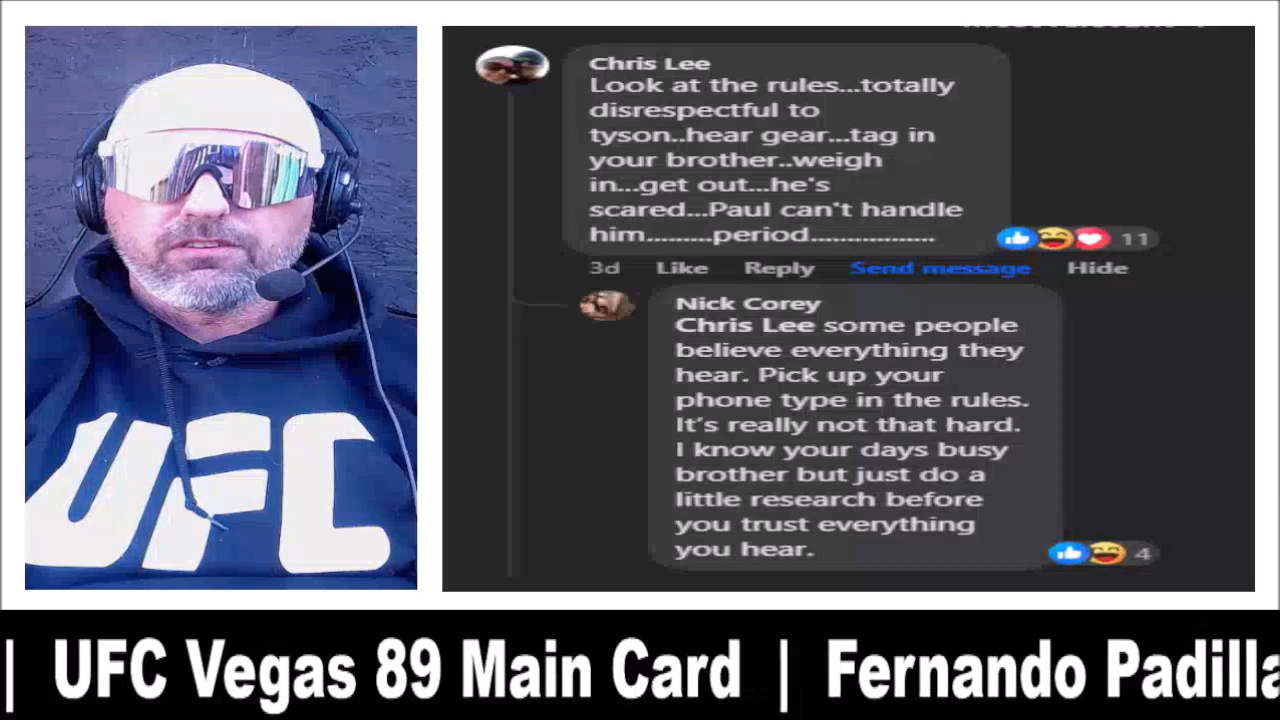 Chris Lee
Look at the rules...totally
disrespectful to
tyson..hear gear...tag in
your brother..weigh
in...get out...he's
scared...Paul can't handle
him.........period.................
11
3d Like Reply Send message Hide
Nick Corey
Chris Lee some people
believe everything they
hear. Pick up your
phone type in the rules.
It's really not that hard.
I know your days busy
brother but just do a
little research before
you trust everything
you hear.
4
UFC
| UFC Vegas 89 Main Card | Fernando Padilla